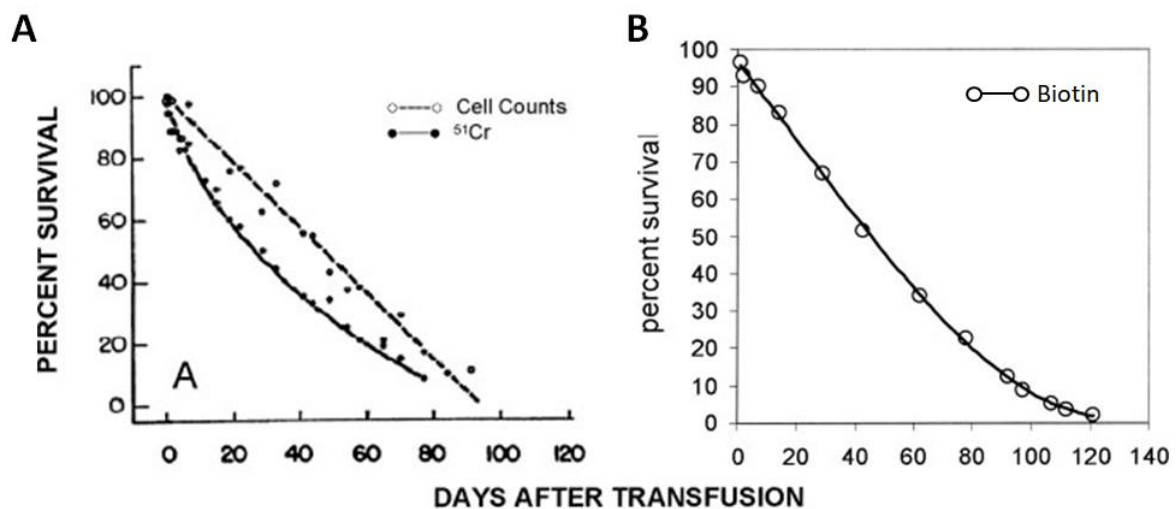 A
PERCENT SURVIVAL
100
80
60
40
20
0
Cell Counts
⁵¹Cr
A
0 20 40 60 80 100 120
B
percent survival
100
90
80
70
60
50
40
30
20
10
0
Biotin
0 20 40 60 80 100 120 140
DAYS AFTER TRANSFUSION